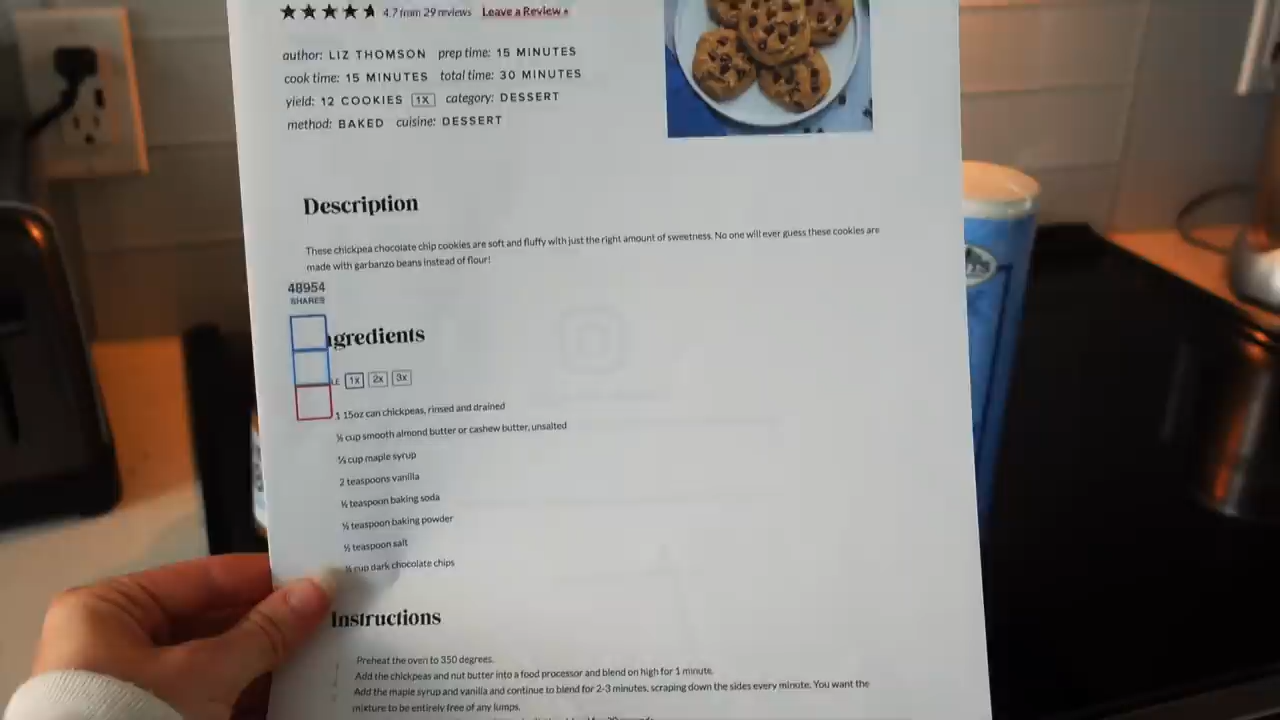 4.7 from 29 reviews Leave a Review »
author: LIZ THOMSON prep time: 15 MINUTES
cook time: 15 MINUTES total time: 30 MINUTES
yield: 12 COOKIES 1X category: DESSERT
method: BAKED cuisine: DESSERT
Description
These chickpea chocolate chip cookies are soft and fluffy with just the right amount of sweetness. No one will ever guess these cookies are
made with garbanzo beans instead of flour!
48954
SHARES
ngredients
LE 1x 2x 3x
1 15oz can chickpeas, rinsed and drained
cup smooth almond butter or cashew butter, unsalted
cup maple syrup
2 teaspoons vanilla
½ teaspoon baking soda
½ teaspoon baking powder
½ teaspoon salt
cup dark chocolate chips
Instructions
Preheat the oven to 350 degrees.
Add the chickpeas and nut butter into a food processor and blend on high for 1 minute.
Add the maple syrup and vanilla and continue to blend for 2-3 minutes, scraping down the sides every minute. You want the
mixture to be entirely free of any lumps.